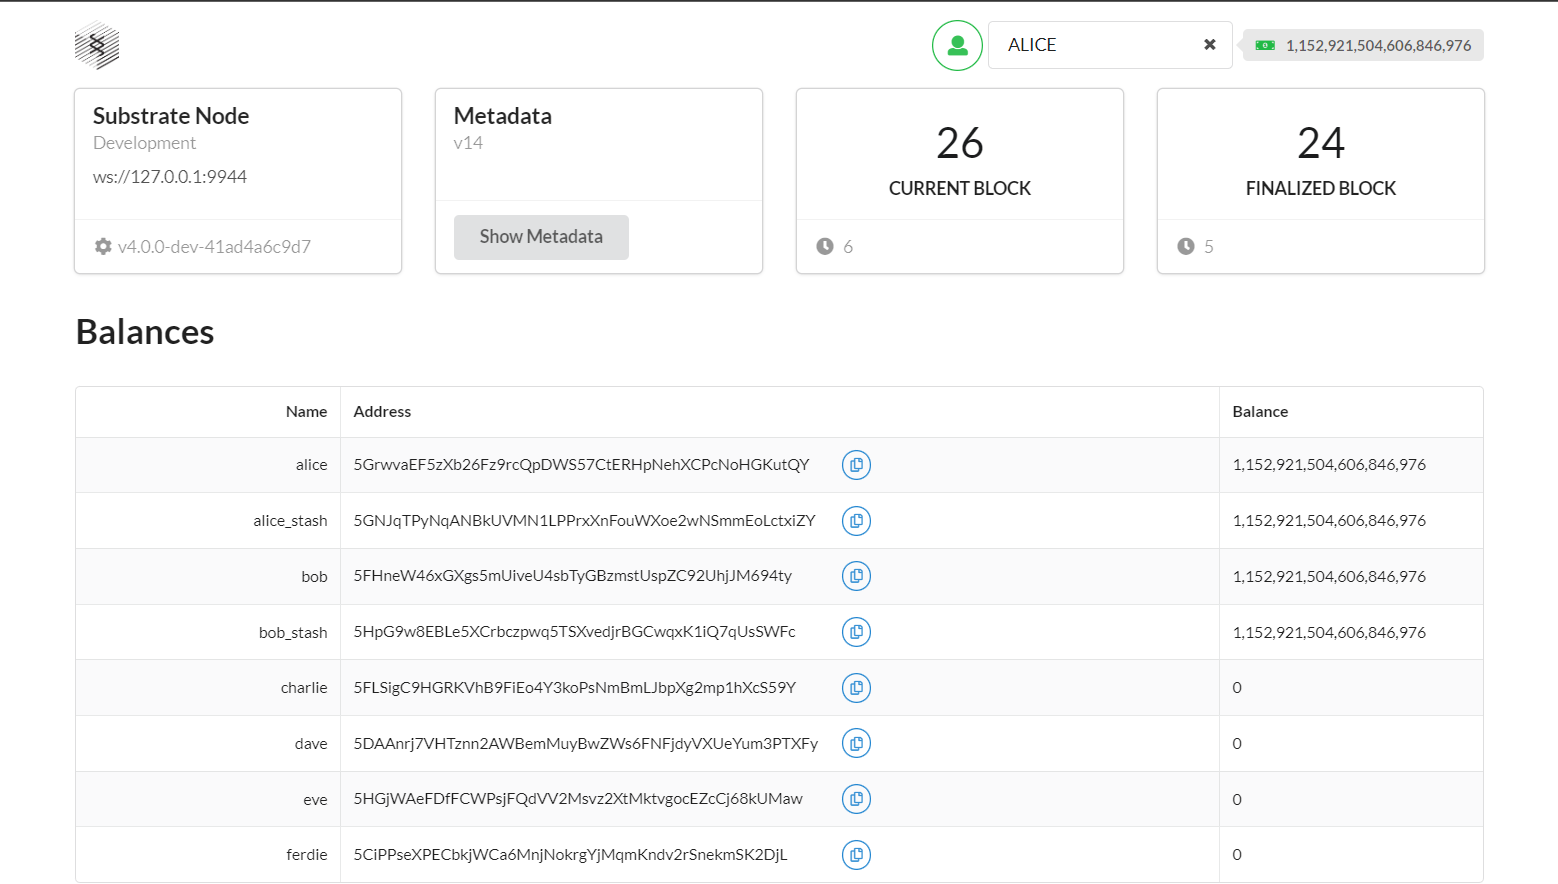 ALICE
1,152,921,504,606,846,976
Substrate Node
Development
ws://127.0.0.1:9944
v4.0.0-dev-41ad4a6c9d7
Metadata
v14
Show Metadata
26
CURRENT BLOCK
6
24
FINALIZED BLOCK
5
Balances
Name Address Balance
alice 5GrwvaEF5zXb26Fz9rcQpDWS57CtERHpNehXCPcNoHGKutQY 1,152,921,504,606,846,976
alice_stash 5GNJqTPyNqANBkUVMN1LPPrxXnFouWXoe2wNSmmEoLctxiZY 1,152,921,504,606,846,976
bob 5FHneW46xGXgs5mUiveU4sbTyGBzmstUspZC92UhjJM694ty 1,152,921,504,606,846,976
bob_stash 5HpG9w8EBLe5XCrbczpwq5TSXvedjrBGCwqxK1iQ7qUsSWFc 1,152,921,504,606,846,976
charlie 5FLSigC9HGRKVhB9FiEo4Y3koPsNmBmLJbpXg2mp1hXcS59Y 0
dave 5DAAnrj7VHTznn2AWBemMuyBwZWs6FNFjdyVXUeYum3PTXFy 0
eve 5HGjWAeFDfFCWPsjFQdVV2Msvz2XtMktvgocEZcCj68kUMaw 0
ferdie 5CiPPseXPECbkjWCa6MnjNokrgYjMqmKndv2rSnekmSK2DjL 0